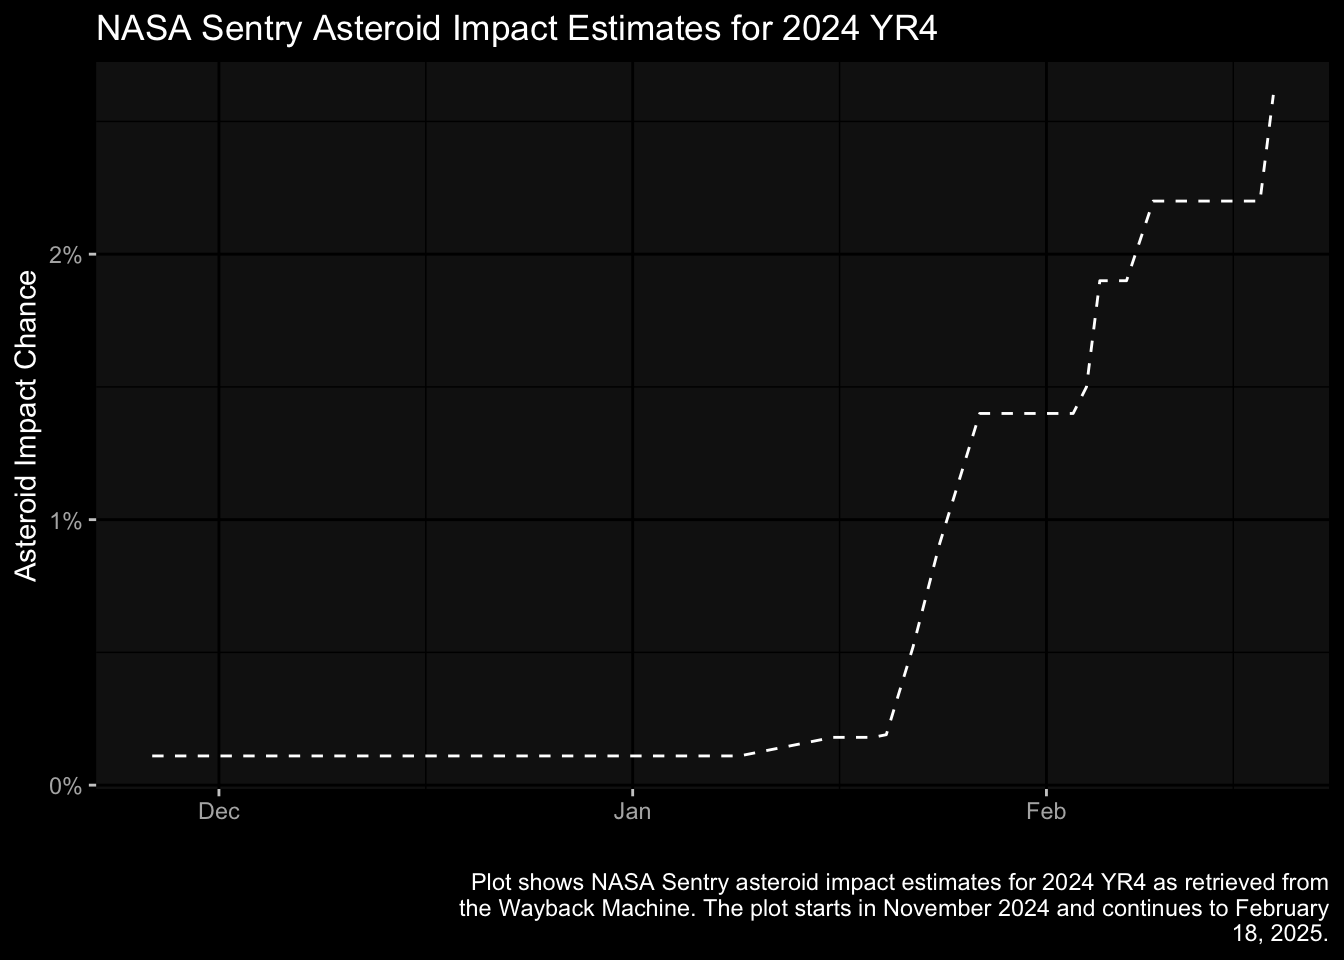 NASA Sentry Asteroid Impact Estimates for 2024 YR4
Asteroid Impact Chance
2%
1%
0%
Dec
Jan
Feb
Plot shows NASA Sentry asteroid impact estimates for 2024 YR4 as retrieved from
the Wayback Machine. The plot starts in November 2024 and continues to February
18, 2025.